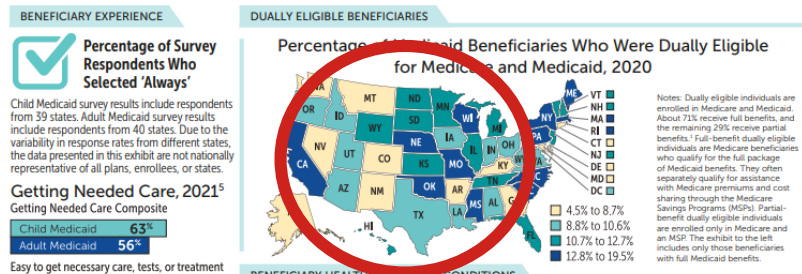 BENEFICIARY EXPERIENCE
Percentage of Survey
Respondents Who
Selected ‘Always’
Child Medicaid survey results include respondents
from 39 states. Adult Medicaid survey results
include respondents from 40 states. Due to the
variability in response rates from different states,
the data presented in this exhibit are not nationally
representative of all plans, enrollees, or states.
Getting Needed Care, 2021⁵
Getting Needed Care Composite
Child Medicaid 63%
Adult Medicaid 56%
Easy to get necessary care, tests, or treatment
DUALLY ELIGIBLE BENEFICIARIES
Percentage of Medicaid Beneficiaries Who Were Dually Eligible
for Medicare and Medicaid, 2020
WA MT ND MN ME
OR ID SD WI MI NY
WY IA PA
NV NE IL IN OH
CA UT CO KS MO KY VA
AZ NM OK AR TN
TX LA MS AL
AK HI FL
VT
NH
MA
RI
CT
NJ
DE
MD
DC
4.5% to 8.7%
8.8% to 10.6%
10.7% to 12.7%
12.8% to 19.5%
Notes: Dually eligible individuals are
enrolled in Medicare and Medicaid.
About 71% receive full benefits, and
the remaining 29% receive partial
benefits.¹ Full-benefit dually eligible
individuals are Medicare beneficiaries
who qualify for the full package
of Medicaid benefits. They often
separately qualify for assistance
with Medicare premiums and cost
sharing through the Medicare
Savings Programs (MSPs). Partial-
benefit dually eligible individuals
are enrolled only in Medicare and
an MSP. The exhibit to the left
includes only those beneficiaries
with full Medicaid benefits.